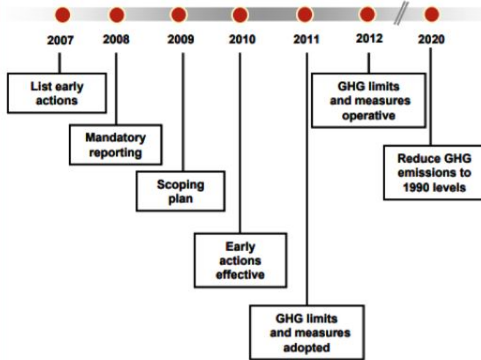 2007 2008 2009 2010 2011 2012 2020
List early
actions
Mandatory
reporting
Scoping
plan
Early
actions
effective
GHG limits
and measures
adopted
GHG limits
and measures
operative
Reduce GHG
emissions to
1990 levels